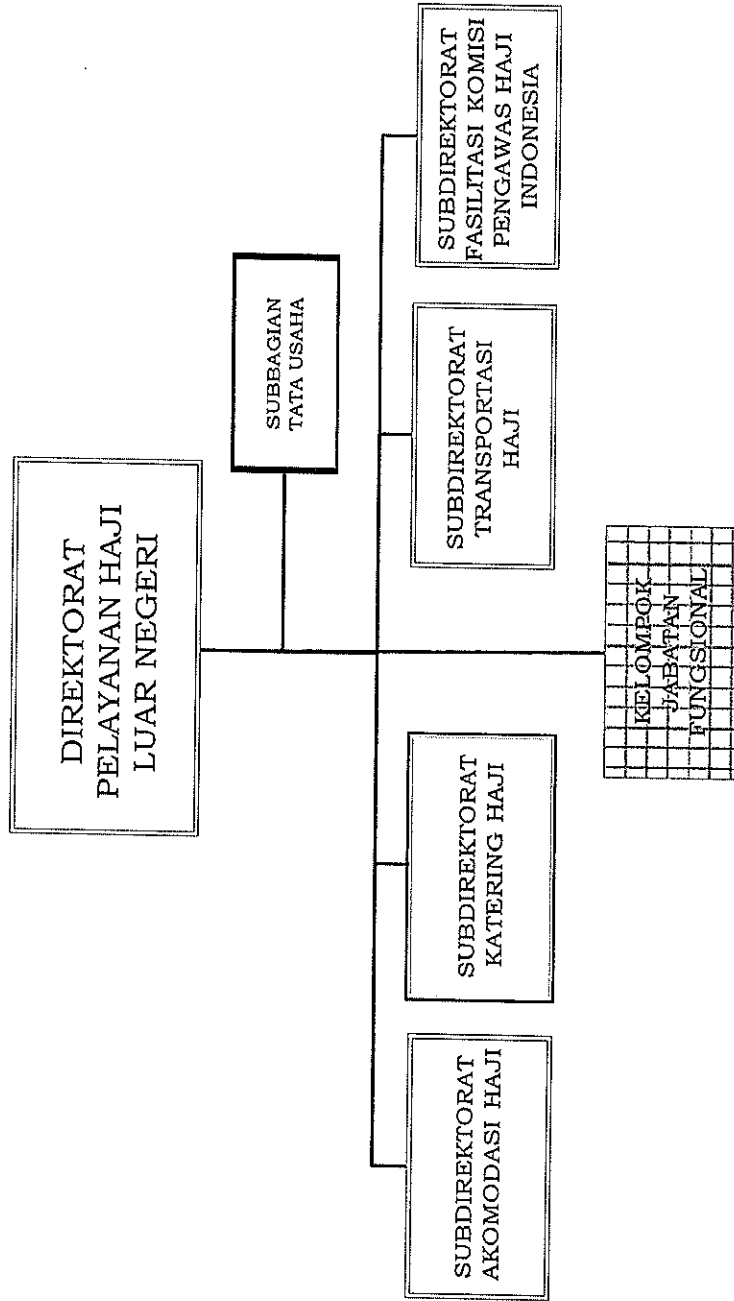 DIREKTORAT
PELAYANAN HAJI
LUAR NEGERI
SUBBAGIAN
TATA USAHA
SUBDIREKTORAT
AKOMODASI HAJI
SUBDIREKTORAT
KATERING HAJI
SUBDIREKTORAT
TRANSPORTASI
HAJI
SUBDIREKTORAT
FASILITASI KOMISI
PENGAWAS HAJI
INDONESIA
KELOMPOK
JABATAN
FUNGSIONAL